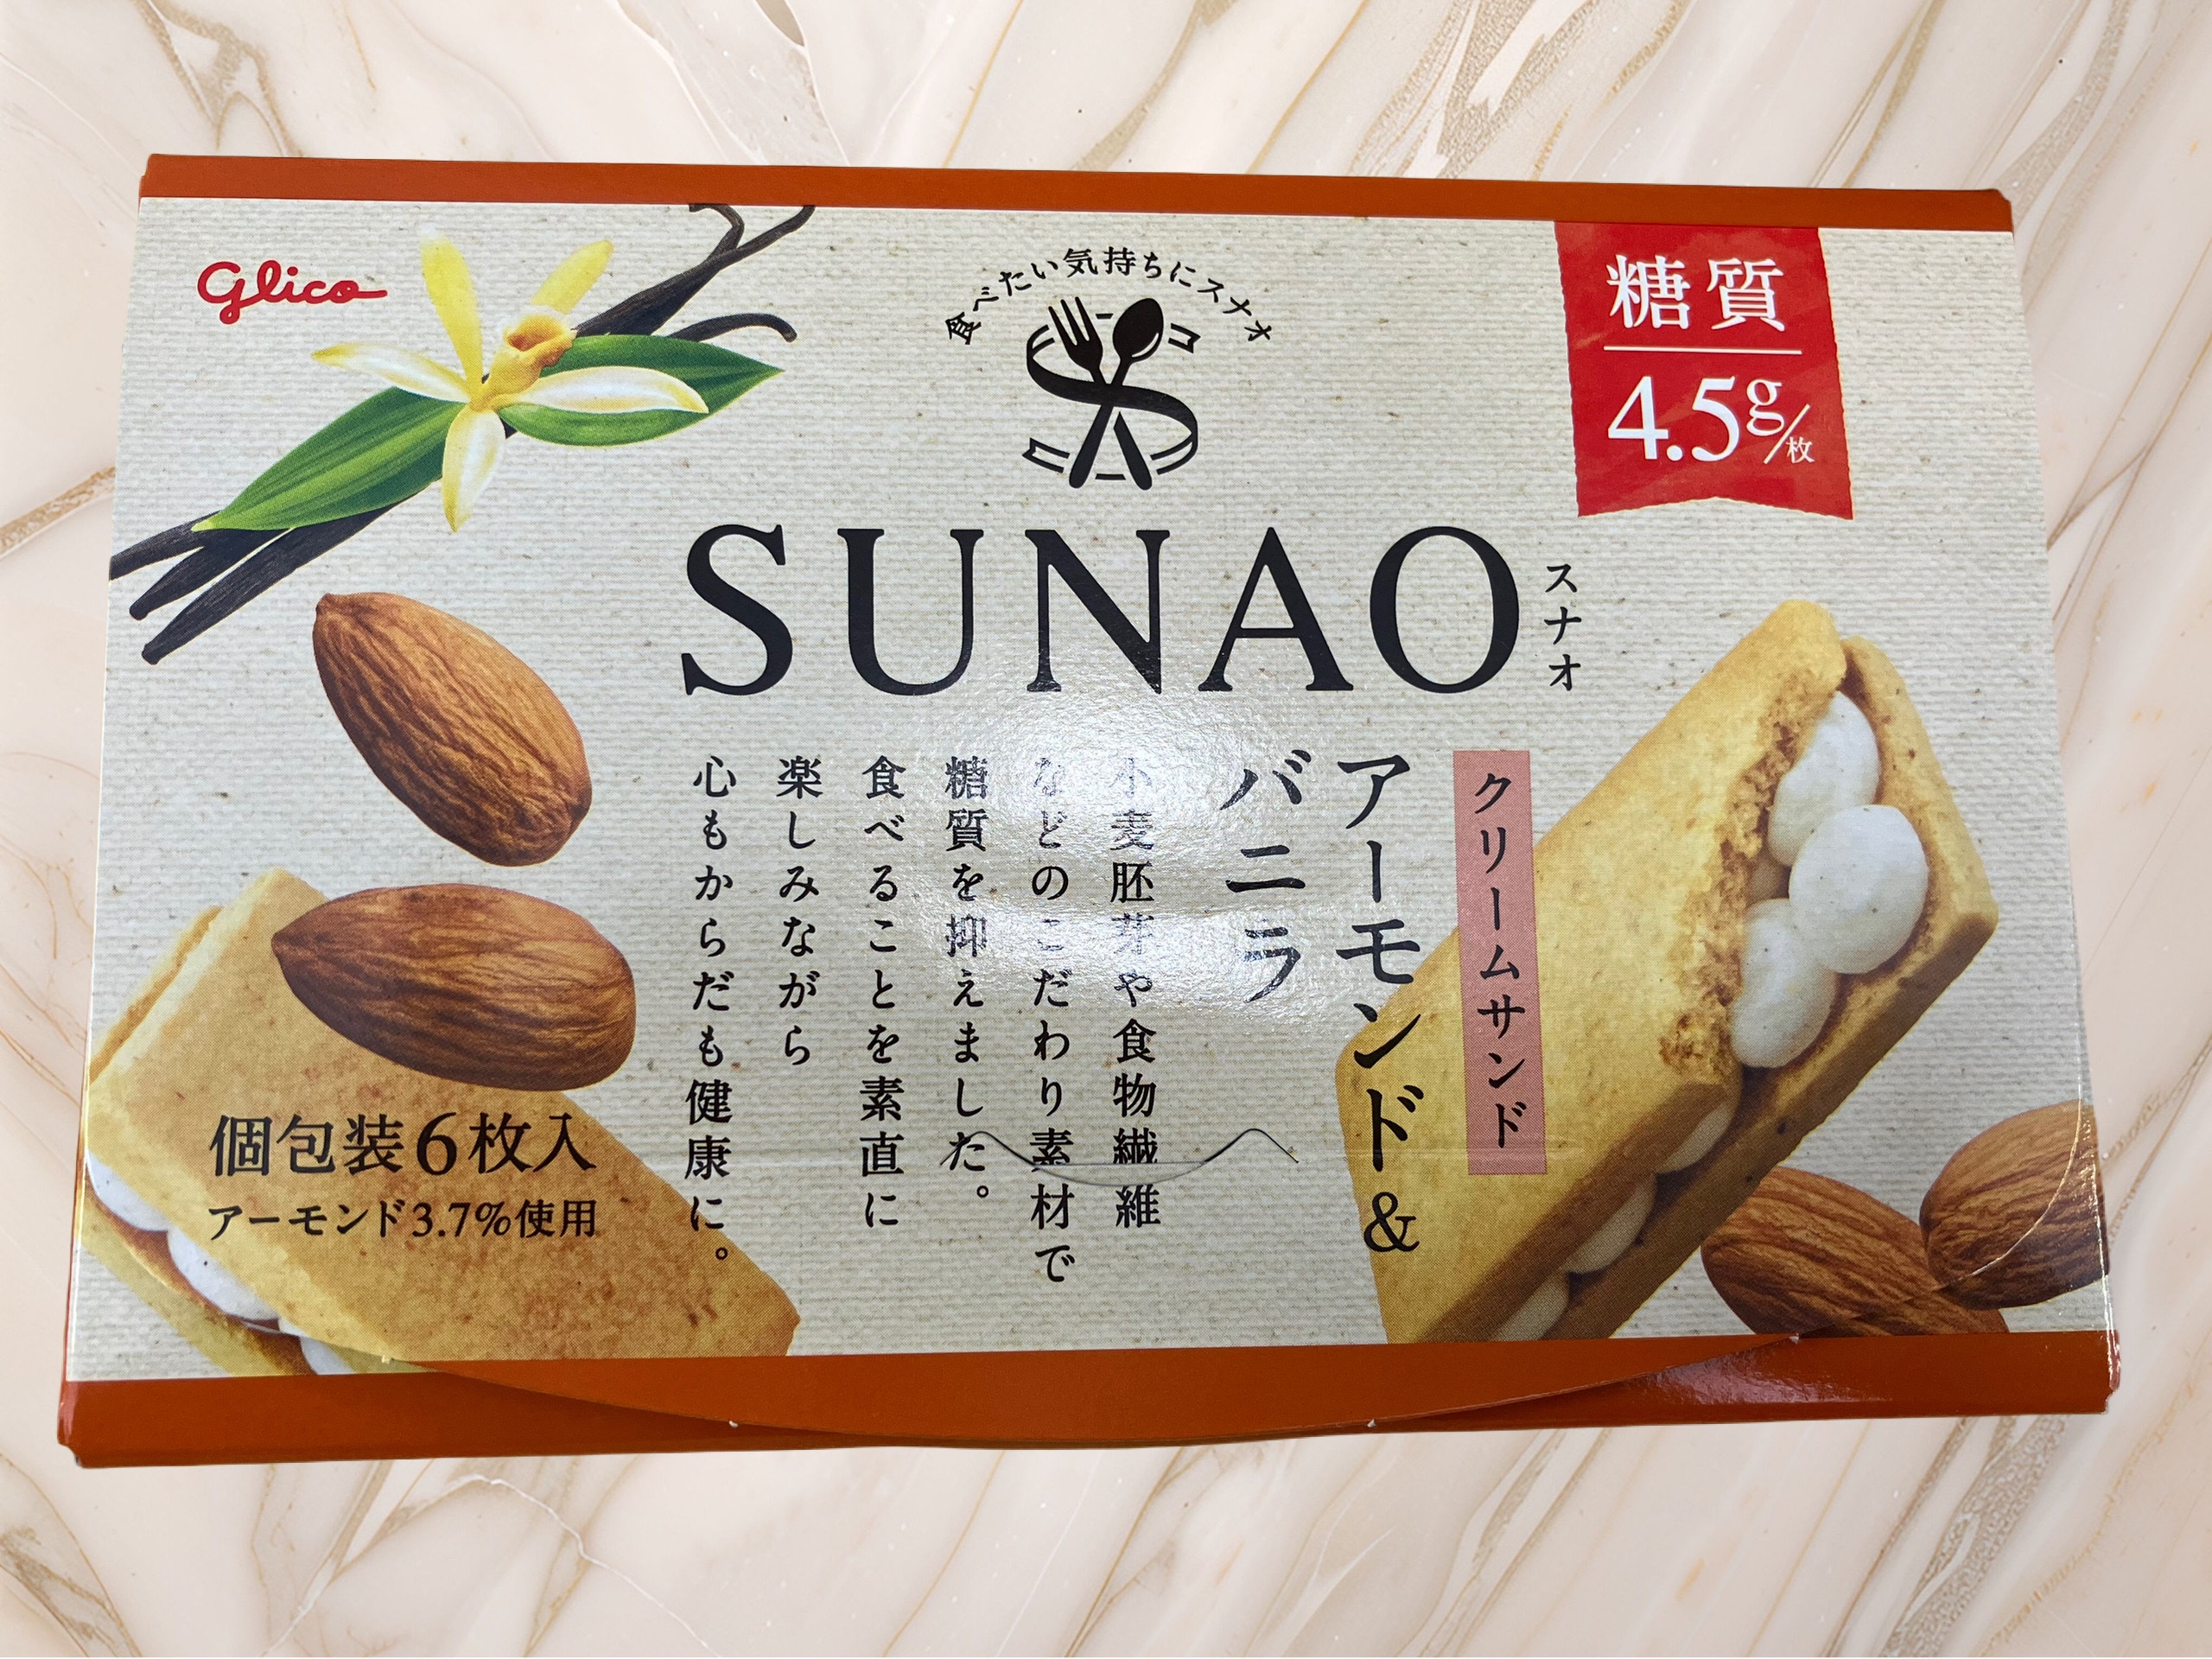 Glico
食べたい気持ちにスナオ
糖質
4.5g/枚
SUNAO
スナオ
クリームサンド
アーモンド&
バニラ
小麦胚芽や食物繊維
などのこだわり素材で
糖質を抑えました。
食べることを素直に
楽しみながら
心もからだも健康に。
個包装6枚入
アーモンド3.7%使用